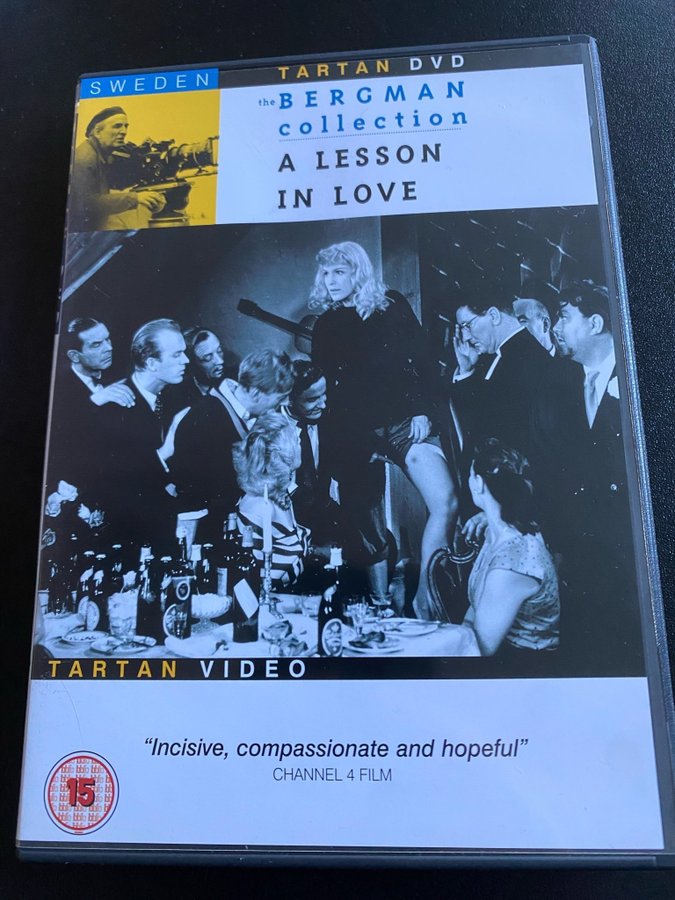 SWEDEN
TARTAN DVD
the BERGMAN
collection
A LESSON
IN LOVE
TARTAN VIDEO
"Incisive, compassionate and hopeful"
CHANNEL 4 FILM
15